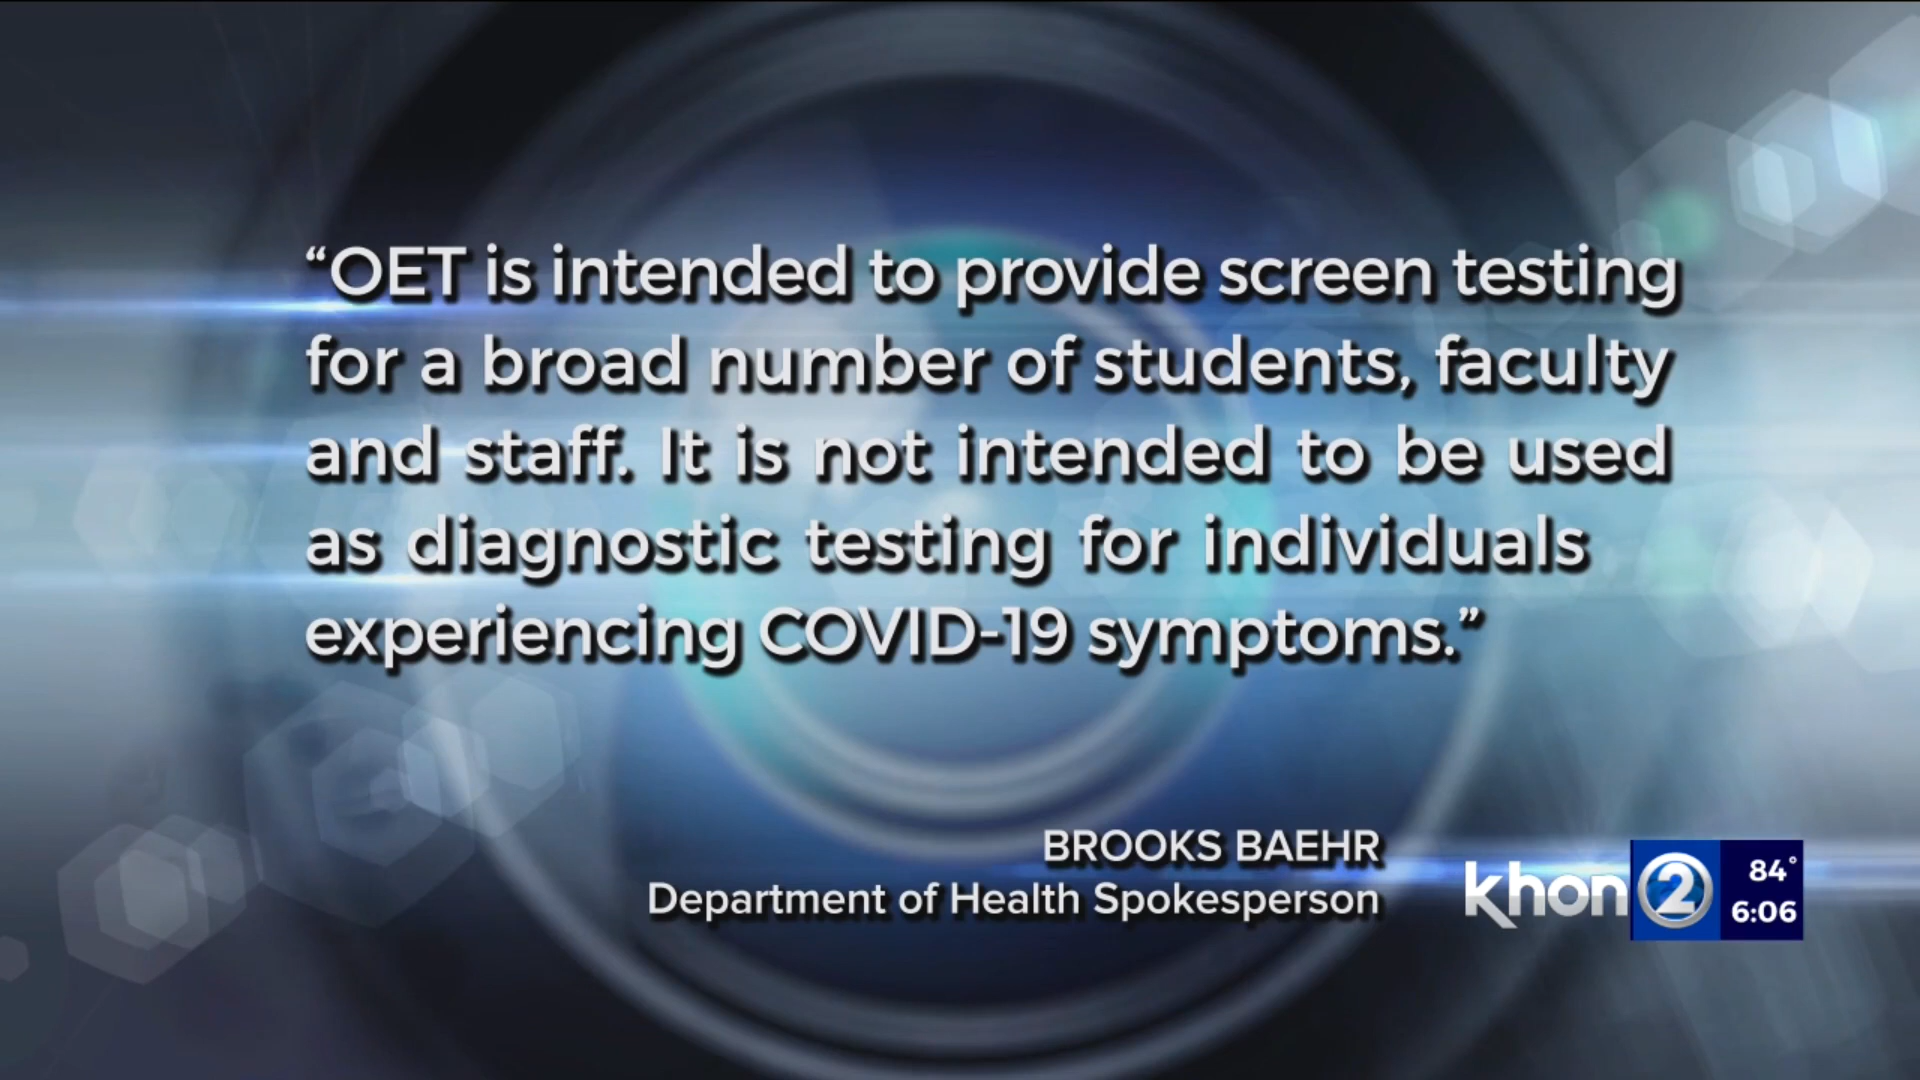 “OET is intended to provide screen testing
for a broad number of students, faculty
and staff. It is not intended to be used
as diagnostic testing for individuals
experiencing COVID-19 symptoms.”
BROOKS BAEHR
Department of Health Spokesperson
khon 2
84°
6:06